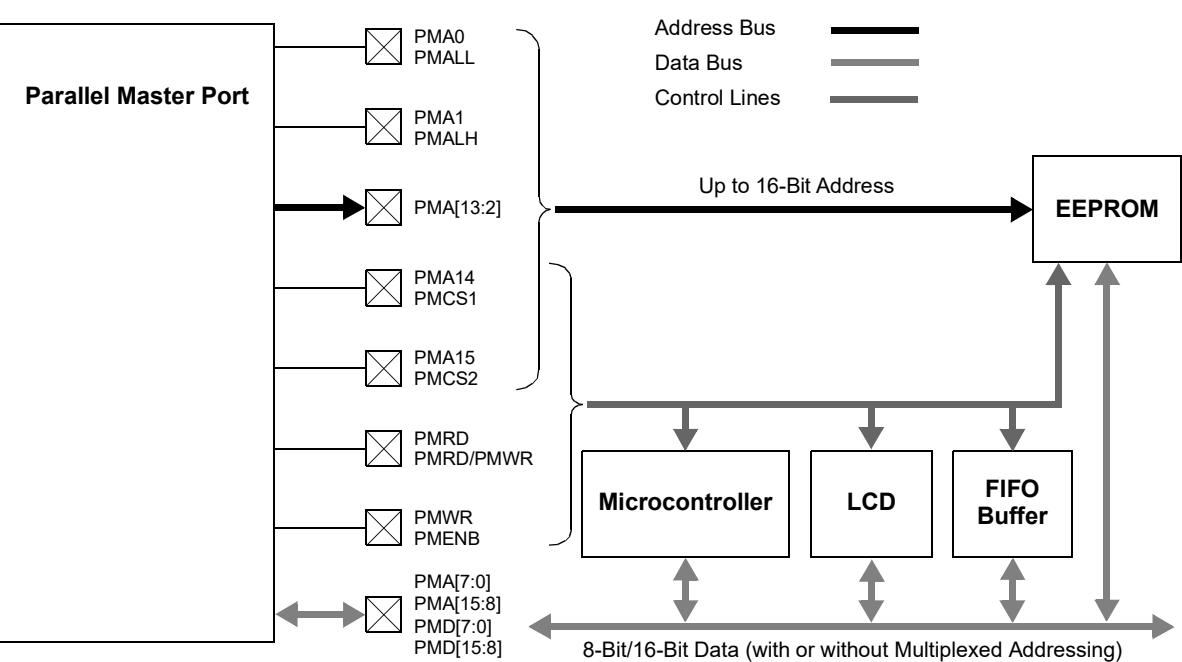 Parallel Master Port
PMA0
PMALL
PMA1
PMALH
PMA[13:2]
PMA14
PMCS1
PMA15
PMCS2
PMRD
PMRD/PMWR
PMWR
PMENB
PMA[7:0]
PMA[15:8]
PMD[7:0]
PMD[15:8]
Address Bus
Data Bus
Control Lines
Up to 16-Bit Address
EEPROM
Microcontroller
LCD
FIFO
Buffer
8-Bit/16-Bit Data (with or without Multiplexed Addressing)